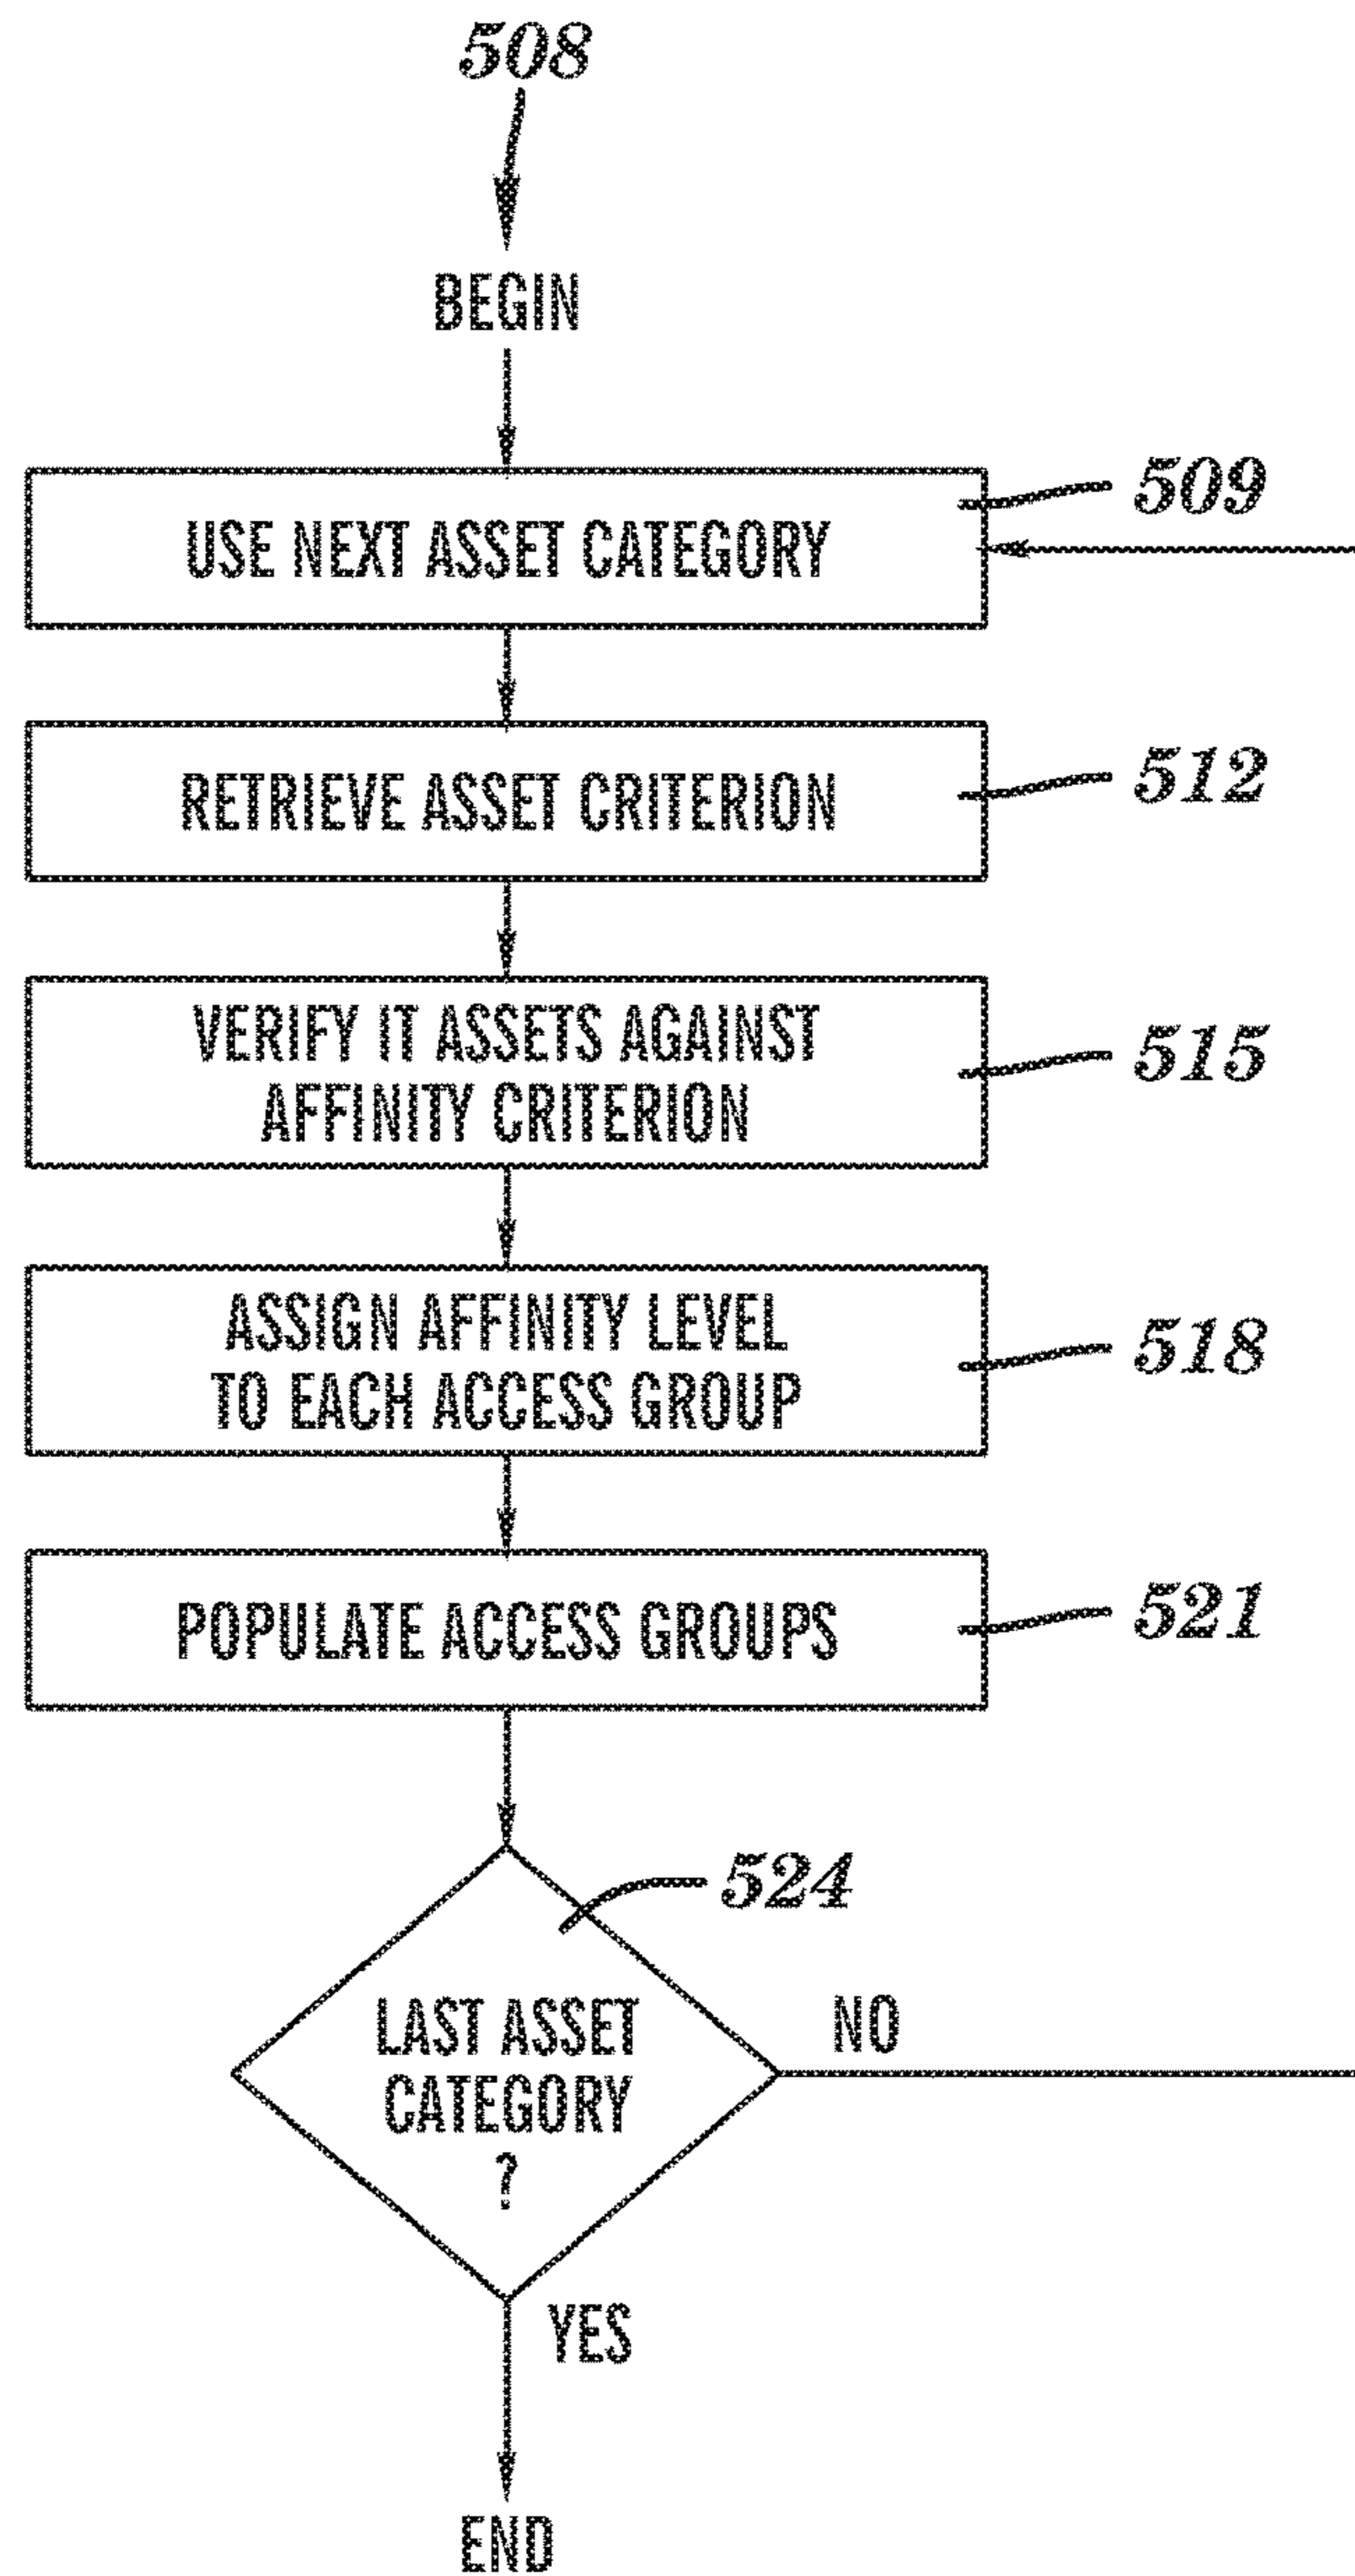 508
BEGIN
USE NEXT ASSET CATEGORY
509
RETRIEVE ASSET CRITERION
512
VERIFY IT ASSETS AGAINST
AFFINITY CRITERION
515
ASSIGN AFFINITY LEVEL
TO EACH ACCESS GROUP
518
POPULATE ACCESS GROUPS
521
524
LAST ASSET
CATEGORY
?
NO
YES
END